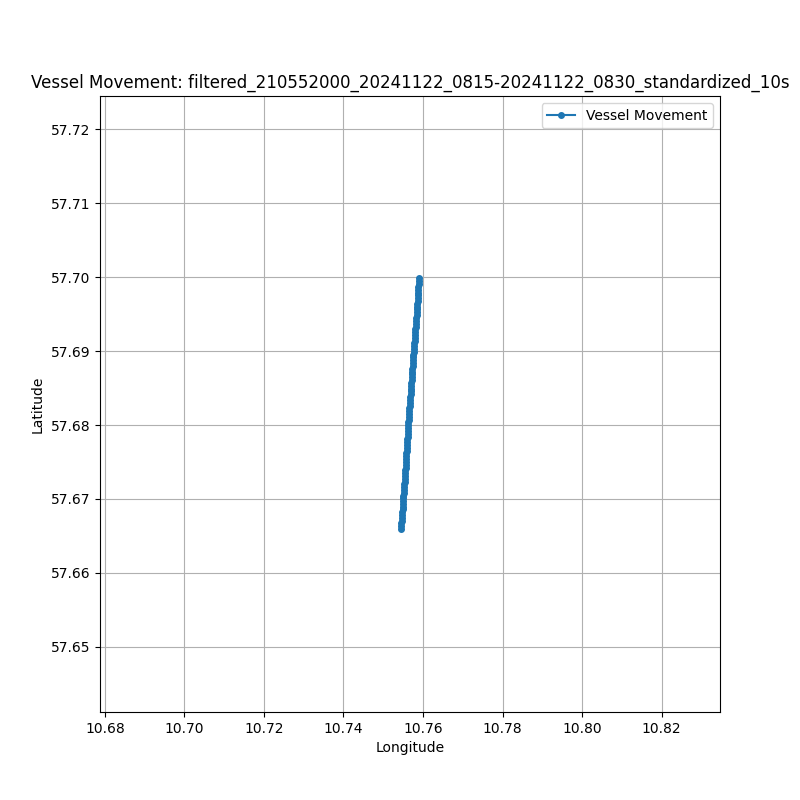 Vessel Movement: filtered_210552000_20241122_0815-20241122_0830_standardized_10s
Vessel Movement
57.72
57.71
57.70
57.69
57.68
57.67
57.66
57.65
Latitude
10.68 10.70 10.72 10.74 10.76 10.78 10.80 10.82
Longitude